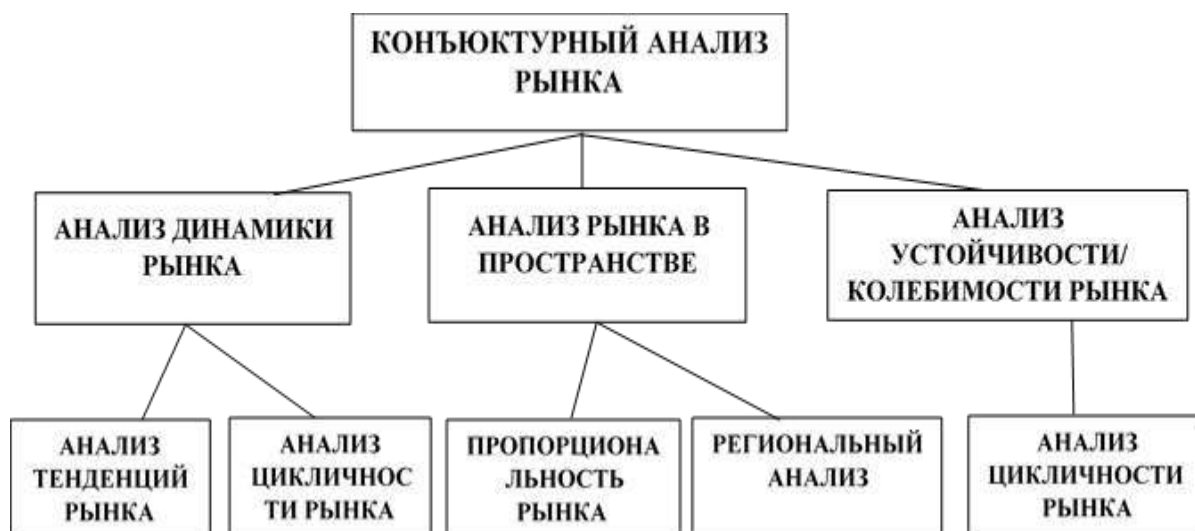 КОНЪЮКТУРНЫЙ АНАЛИЗ
РЫНКА
АНАЛИЗ ДИНАМИКИ
РЫНКА
АНАЛИЗ РЫНКА В
ПРОСТРАНСТВЕ
АНАЛИЗ
УСТОЙЧИВОСТИ/
КОЛЕБИМОСТИ РЫНКА
АНАЛИЗ
ТЕНДЕНЦИЙ
РЫНКА
АНАЛИЗ
ЦИКЛИЧНОС
ТИ РЫНКА
ПРОПОРЦИОНА
ЛЬНОСТЬ
РЫНКА
РЕГИОНАЛЬНЫЙ
АНАЛИЗ
АНАЛИЗ
ЦИКЛИЧНОСТИ
РЫНКА